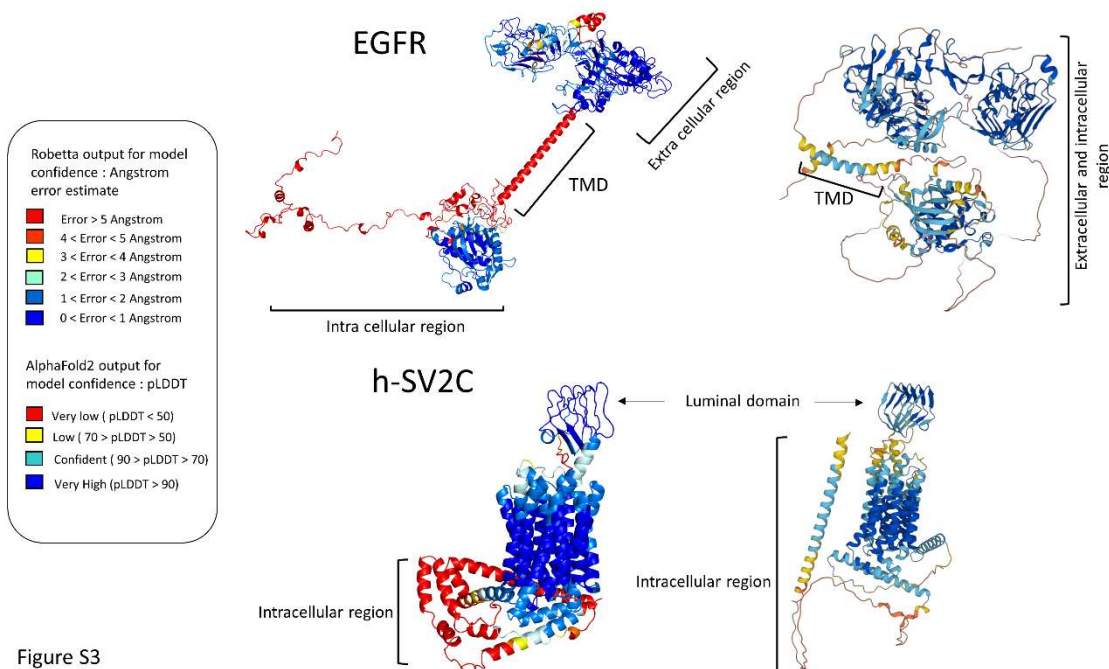 EGFR
Extra cellular region
TMD
Intra cellular region
TMD
Extracellular and intracellular
region
Robetta output for model
confidence : Angstrom
error estimate
Error > 5 Angstrom
4 < Error < 5 Angstrom
3 < Error < 4 Angstrom
2 < Error < 3 Angstrom
1 < Error < 2 Angstrom
0 < Error < 1 Angstrom
AlphaFold2 output for
model confidence : pLDDT
Very low ( pLDDT < 50)
Low ( 70 > pLDDT > 50)
Confident ( 90 > pLDDT > 70)
Very High (pLDDT > 90)
h-SV2C
Luminal domain
Intracellular region
Intracellular region
Figure S3